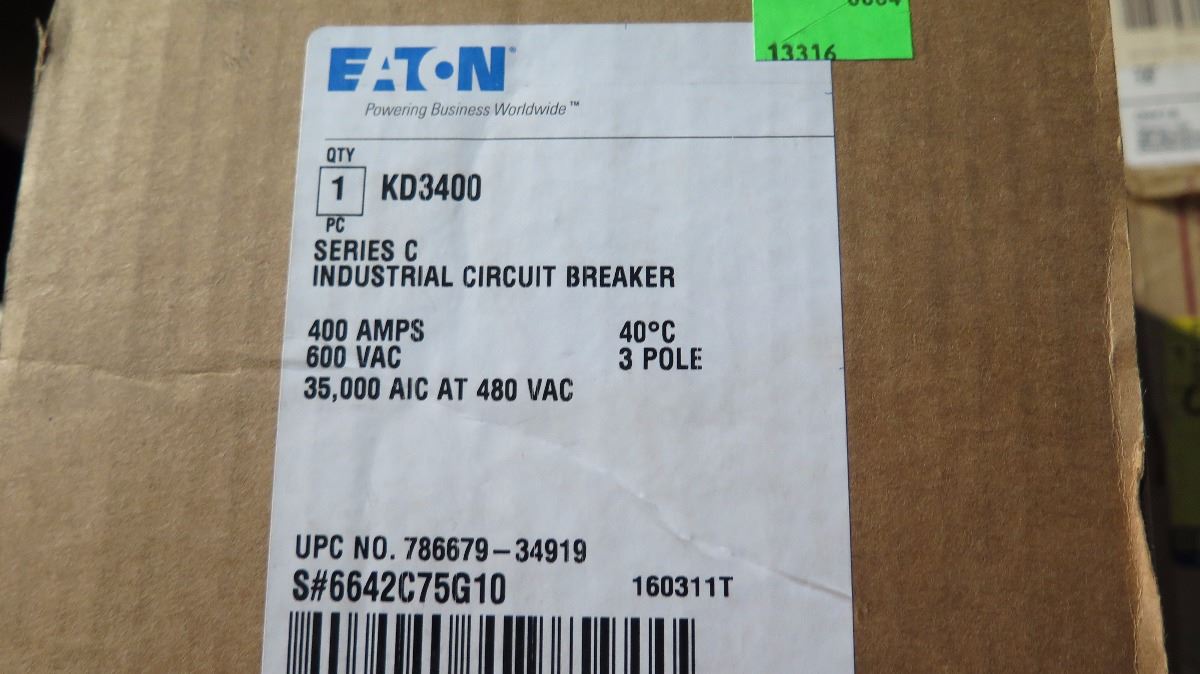 13316
EATON
Powering Business Worldwide™
QTY
1 KD3400
PC
SERIES C
INDUSTRIAL CIRCUIT BREAKER
400 AMPS 40°C
600 VAC 3 POLE
35,000 AIC AT 480 VAC
UPC NO. 786679-34919
S#6642C75G10 160311T